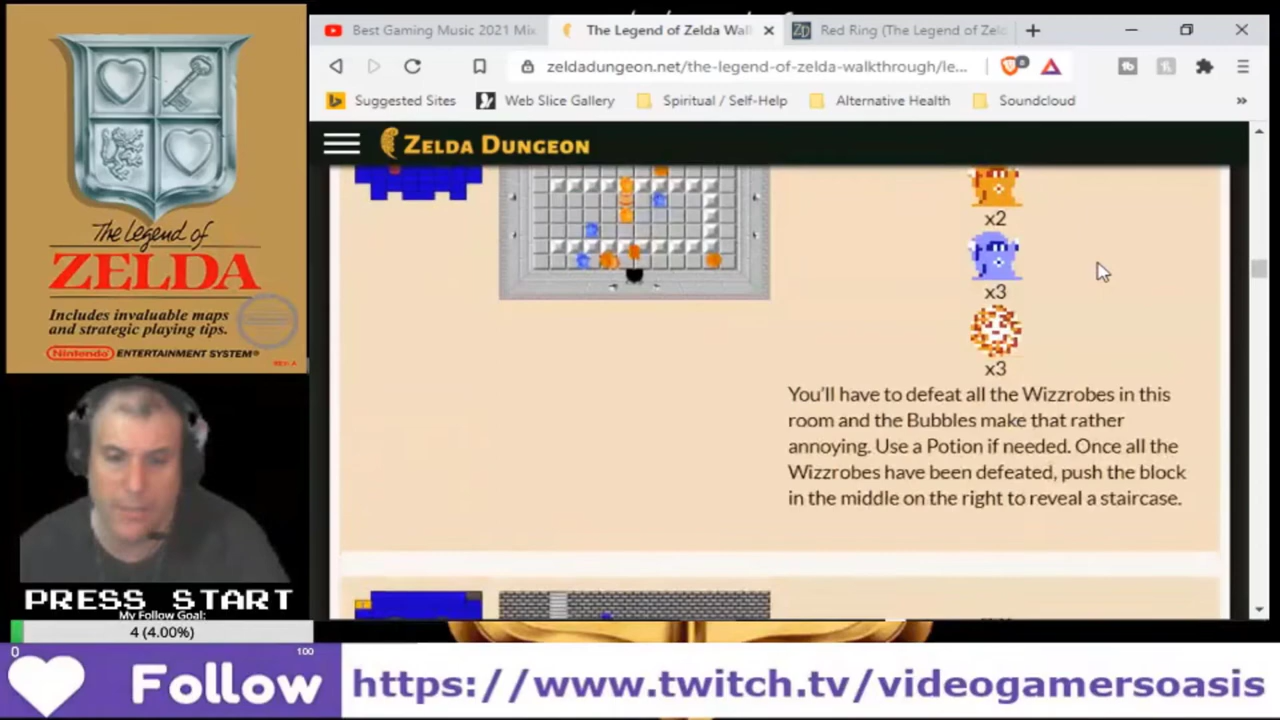 The Legend of
ZELDA
Includes invaluable maps
and strategic playing tips.
Nintendo ENTERTAINMENT SYSTEM®
REV-A
PRESS START
My Follow Goal:
4 (4.00%)
0 100
Follow
https://www.twitch.tv/videogamersoasis
Best Gaming Music 2021 Mix
The Legend of Zelda Wal
ZD Red Ring (The Legend of Zel
zeldadungeon.net/the-legend-of-zelda-walkthrough/le...
Suggested Sites
Web Slice Gallery
Spiritual / Self-Help
Alternative Health
Soundcloud
ZELDA DUNGEON
x2
x3
x3
You'll have to defeat all the Wizzrobes in this
room and the Bubbles make that rather
annoying. Use a Potion if needed. Once all the
Wizzrobes have been defeated, push the block
in the middle on the right to reveal a staircase.